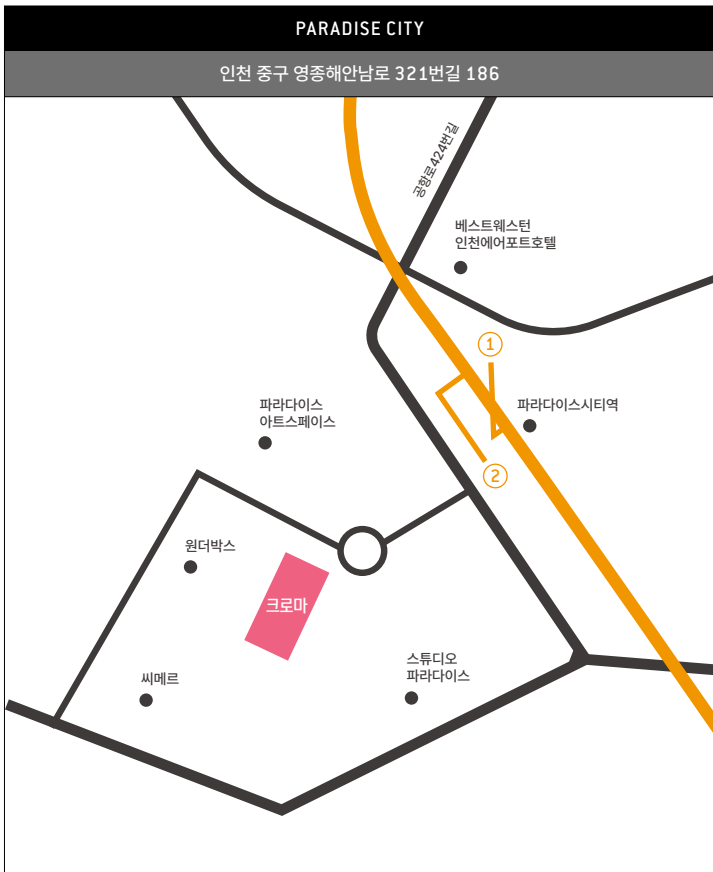 PARADISE CITY
인천 중구 영종해안남로 321번길 186
공항로424번길
베스트웨스턴
인천에어포트호텔
1
파라다이스시티역
파라다이스
아트스페이스
2
원더박스
크로마
스튜디오
파라다이스
씨메르